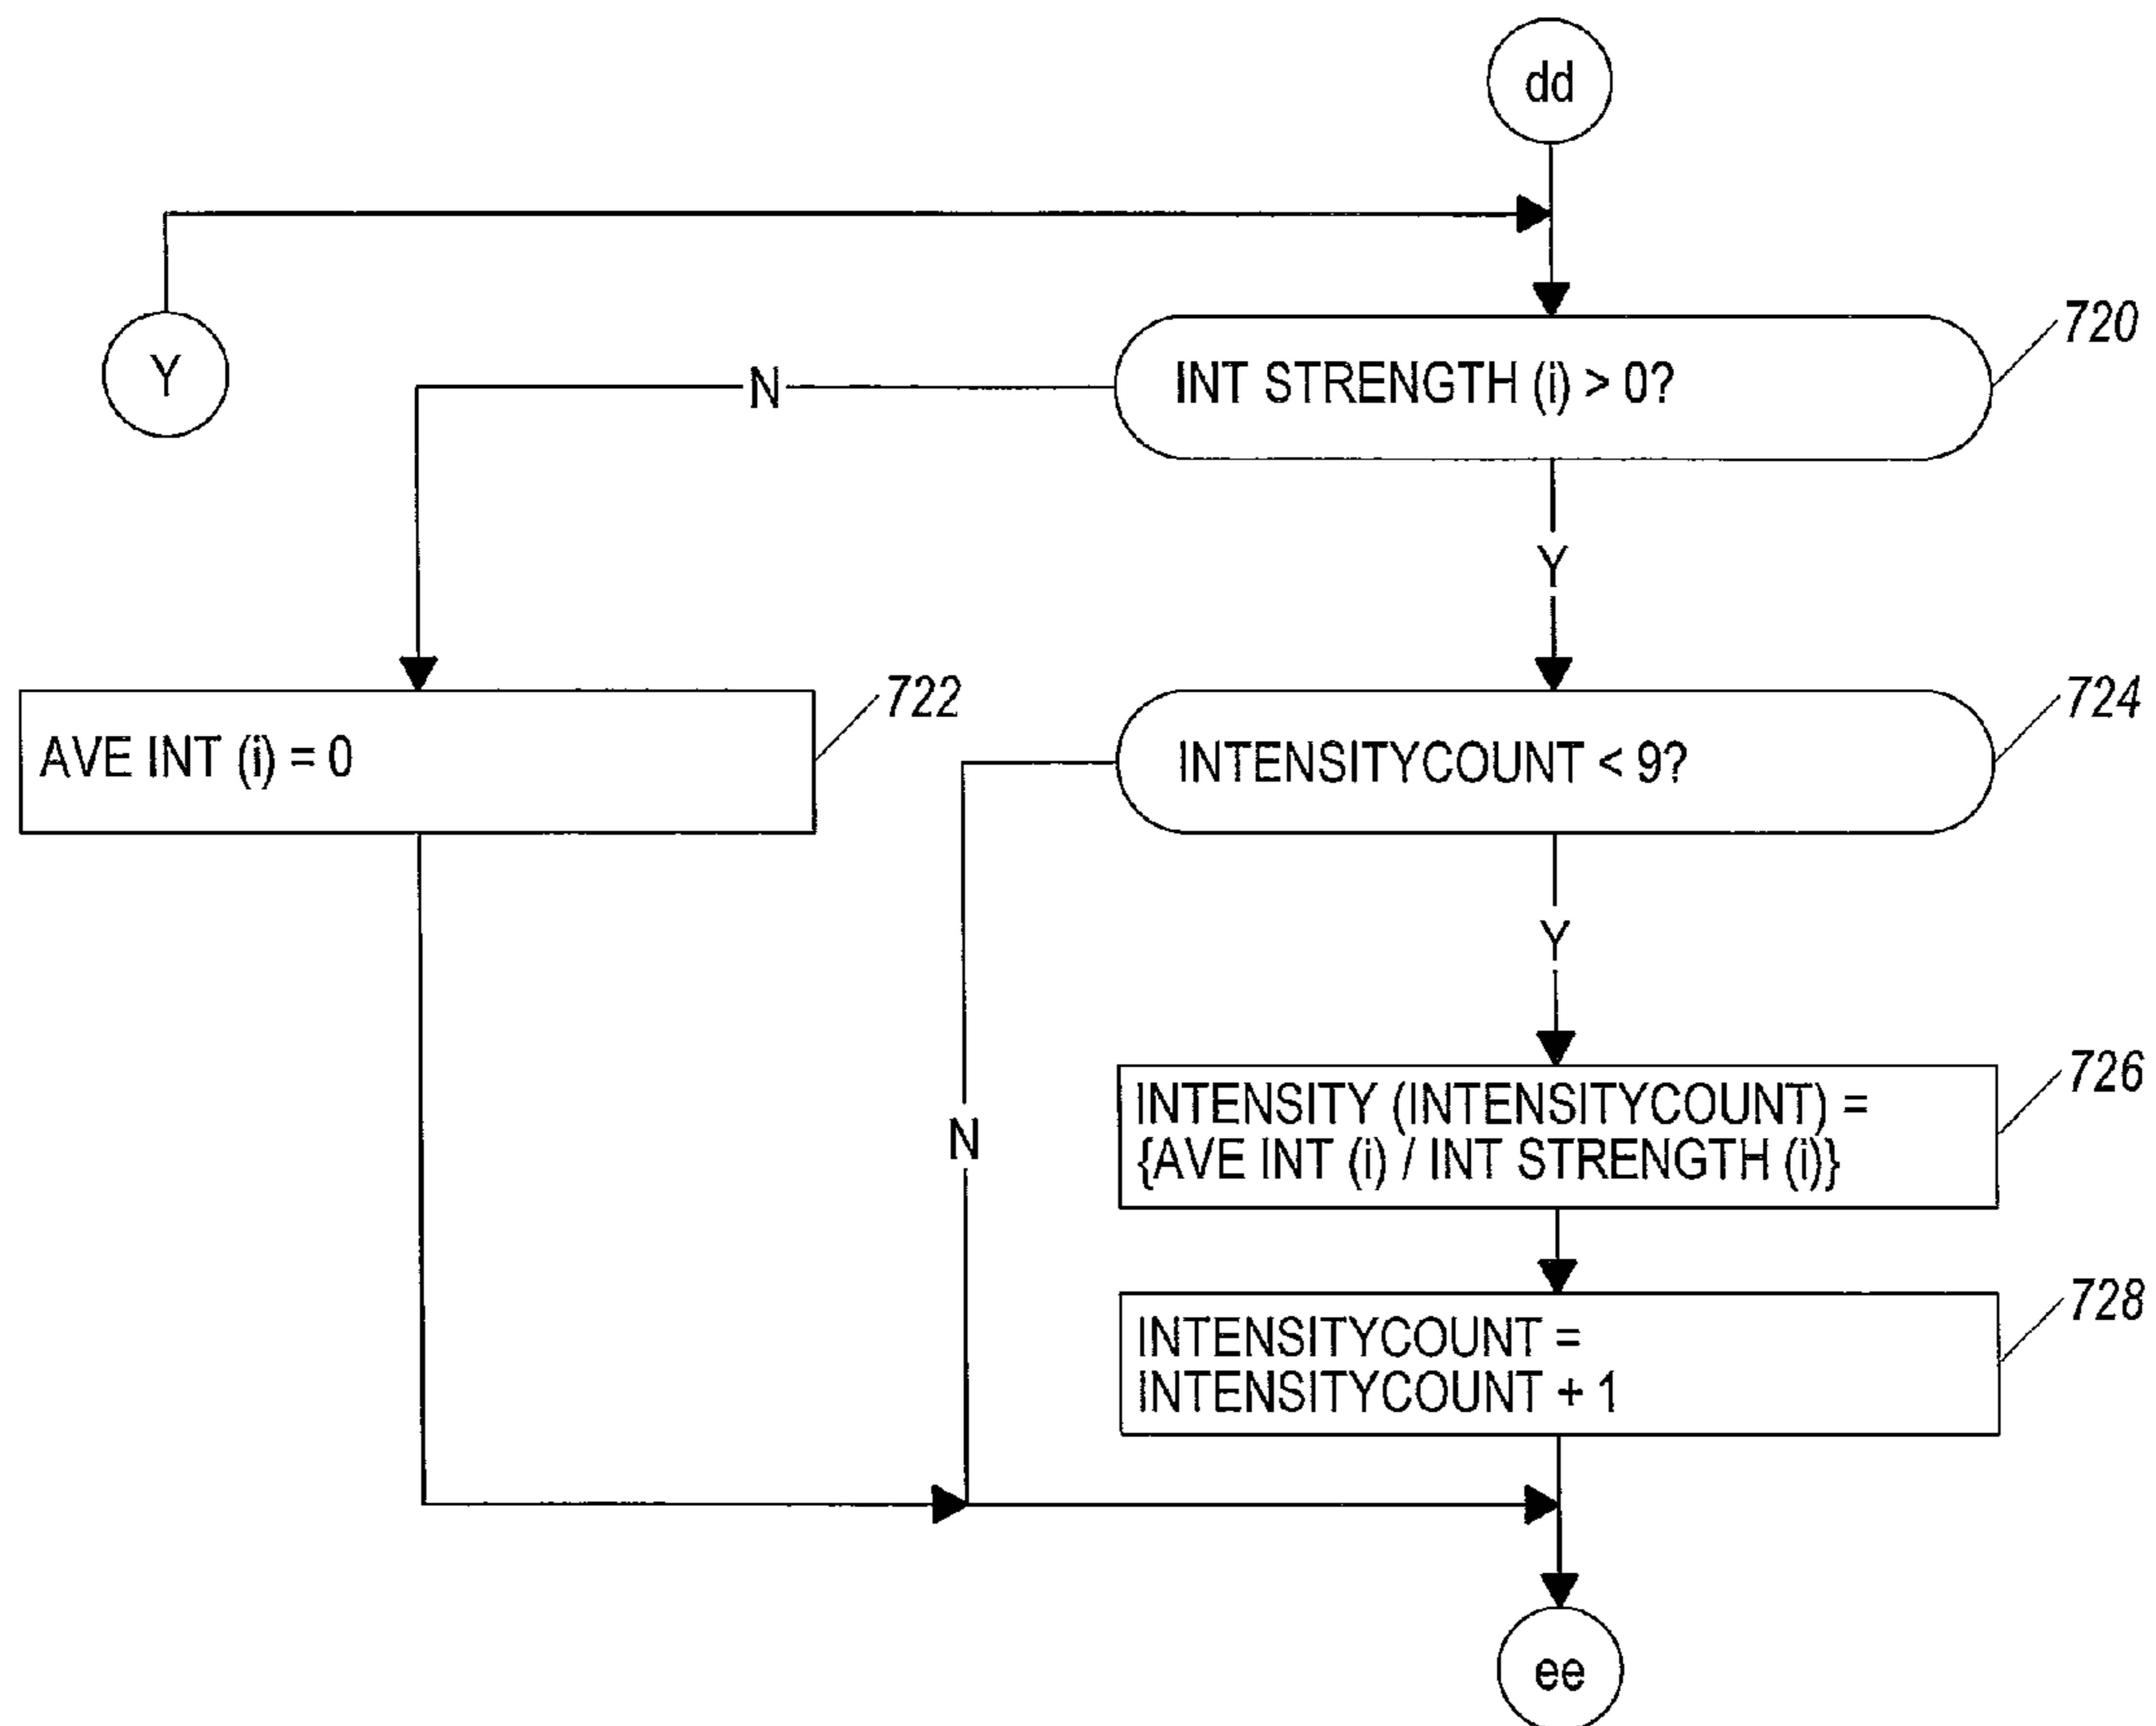 dd
Y
720
INT STRENGTH (i) > 0?
N
Y
722
AVE INT (i) = 0
724
INTENSITYCOUNT < 9?
Y
N
726
INTENSITY (INTENSITYCOUNT) =
{AVE INT (i) / INT STRENGTH (i)}
728
INTENSITYCOUNT =
INTENSITYCOUNT + 1
ee